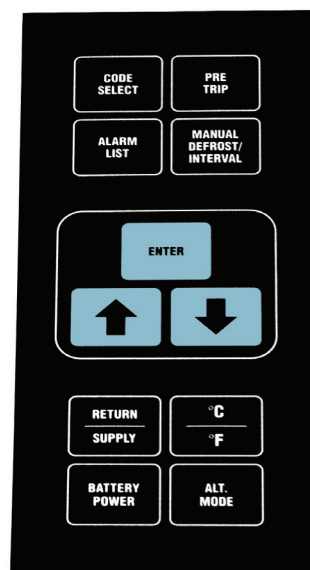 CODE
SELECT
PRE
TRIP
ALARM
LIST
MANUAL
DEFROST/
INTERVAL
ENTER
RETURN
SUPPLY
°C
°F
BATTERY
POWER
ALT.
MODE